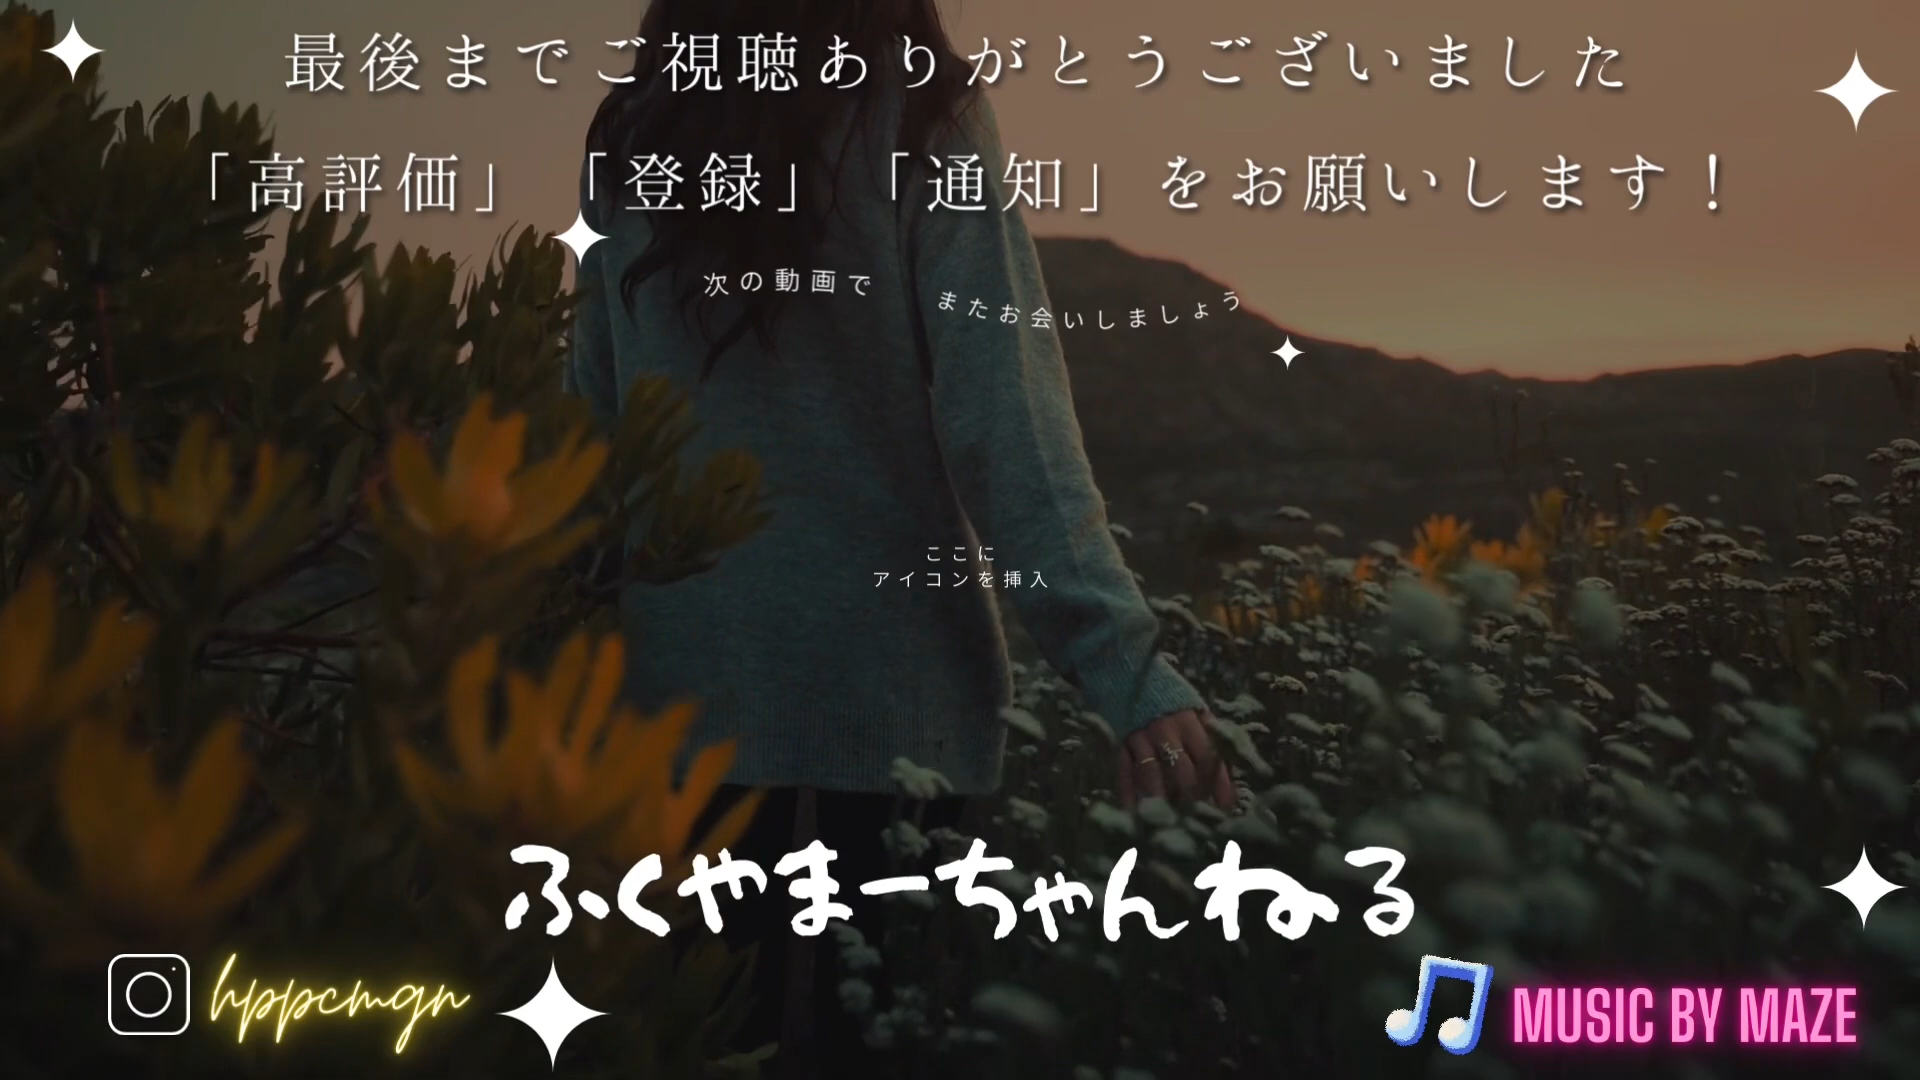 最後までご視聴ありがとうございました
「高評価」「登録」「通知」をお願いします！
次の動画で　またお会いしましょう
ここに
アイコンを挿入
ふくやまーちゃんねる
hppcmgn
MUSIC BY MAZE